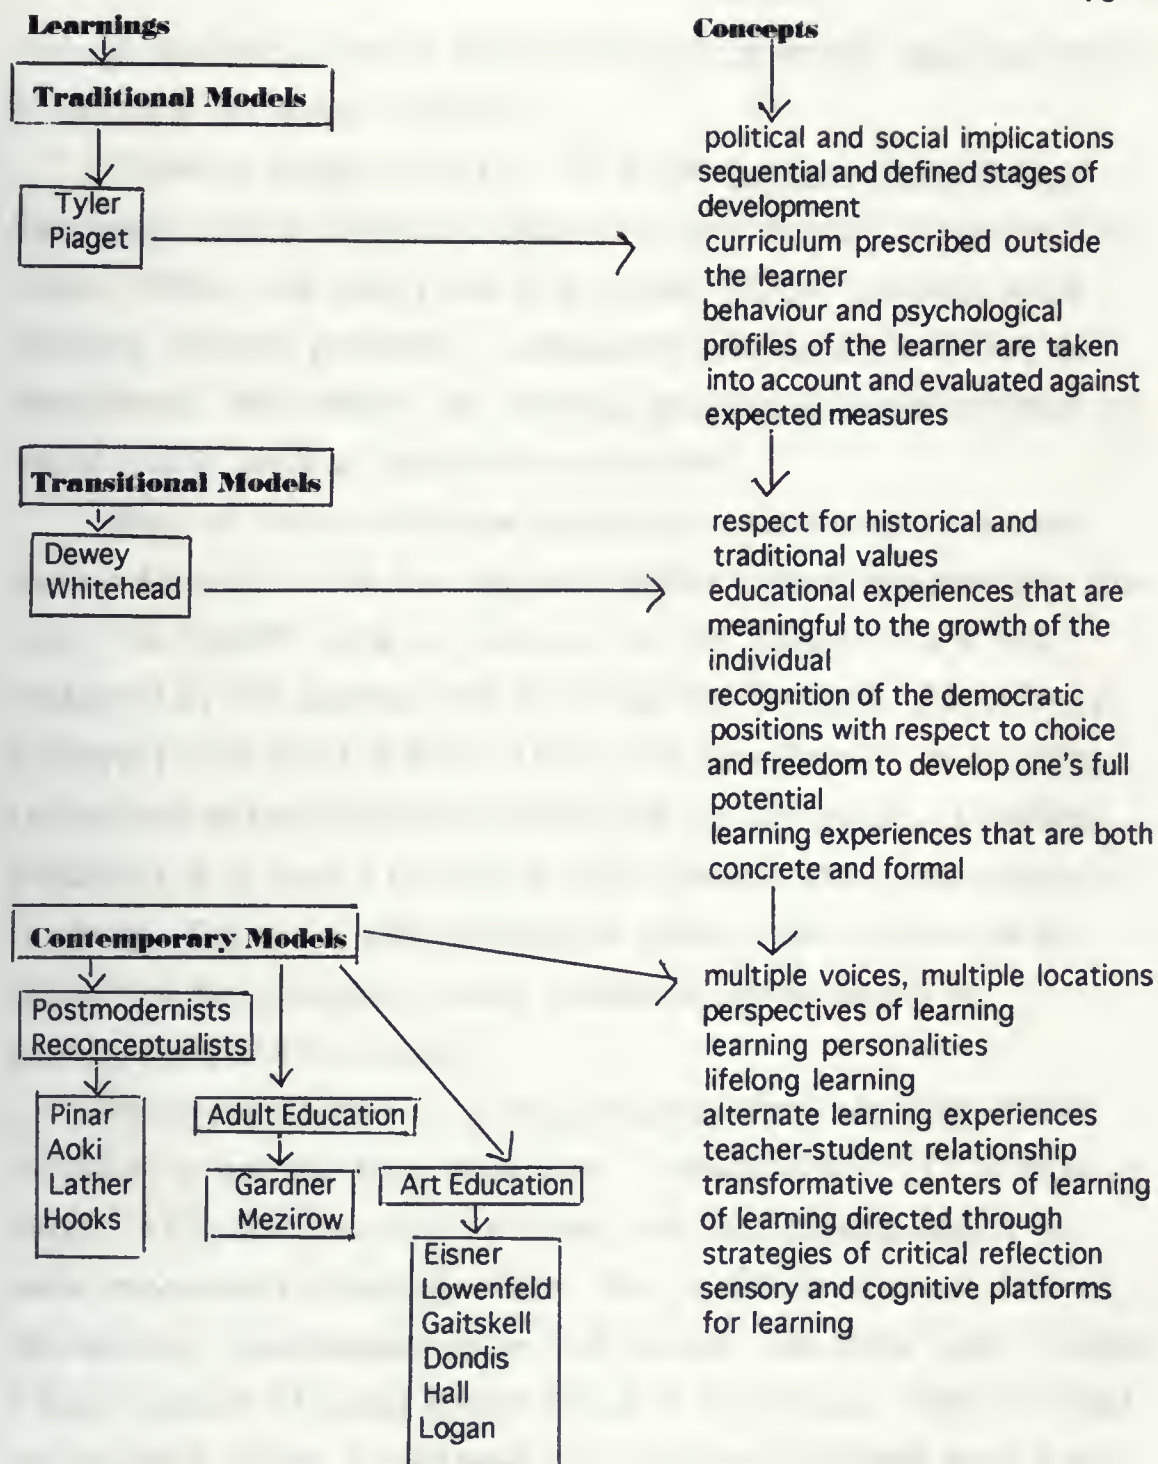 Learnings
Traditional Models
Tyler
Piaget
Transitional Models
Dewey
Whitehead
Contemporary Models
Postmodernists
Reconceptualists
Pinar
Aoki
Lather
Hooks
Adult Education
Gardner
Mezirow
Art Education
Eisner
Lowenfeld
Gaitskell
Dondis
Hall
Logan
Concepts
political and social implications
sequential and defined stages of
development
curriculum prescribed outside
the learner
behaviour and psychological
profiles of the learner are taken
into account and evaluated against
expected measures
respect for historical and
traditional values
educational experiences that are
meaningful to the growth of the
individual
recognition of the democratic
positions with respect to choice
and freedom to develop one's full
potential
learning experiences that are both
concrete and formal
multiple voices, multiple locations
perspectives of learning
learning personalities
lifelong learning
alternate learning experiences
teacher-student relationship
transformative centers of learning
of learning directed through
strategies of critical reflection
sensory and cognitive platforms
for learning